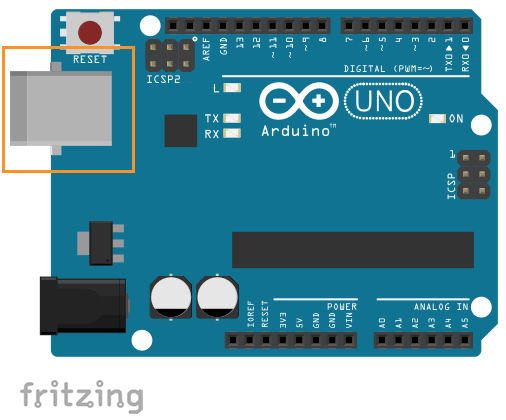 RESET
ICSP2
AREF
GND
13
12
~11
~10
~9
8
7
~6
~5
4
~3
2
TX0▶1
RX0◀0
DIGITAL (PWM=~)
L
TX
RX
UNO
Arduino™
ON
1
ICSP
IOREF
RESET
3V3
5V
GND
GND
VIN
POWER
ANALOG IN
A0
A1
A2
A3
A4
A5
fritzing